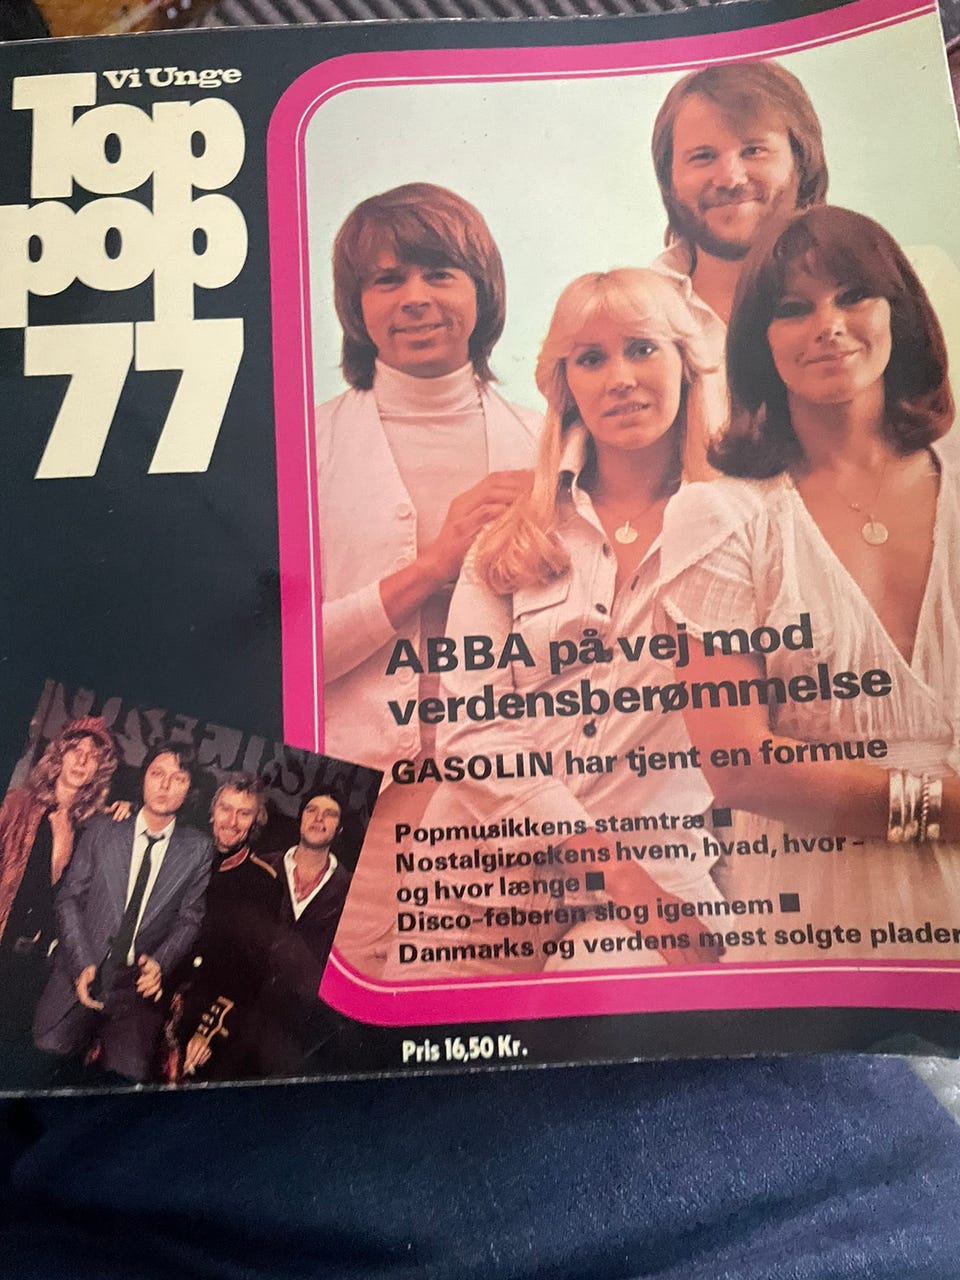 Vi Unge
Top
pop
77
ABBA på vej mod
verdensberømmelse
GASOLIN har tjent en formue
Popmusikkens stamtræ ■
Nostalgirockens hvem, hvad, hvor -
og hvor længe ■
Disco-feberen slog igennem ■
Danmarks og verdens mest solgte plader
Pris 16,50 Kr.